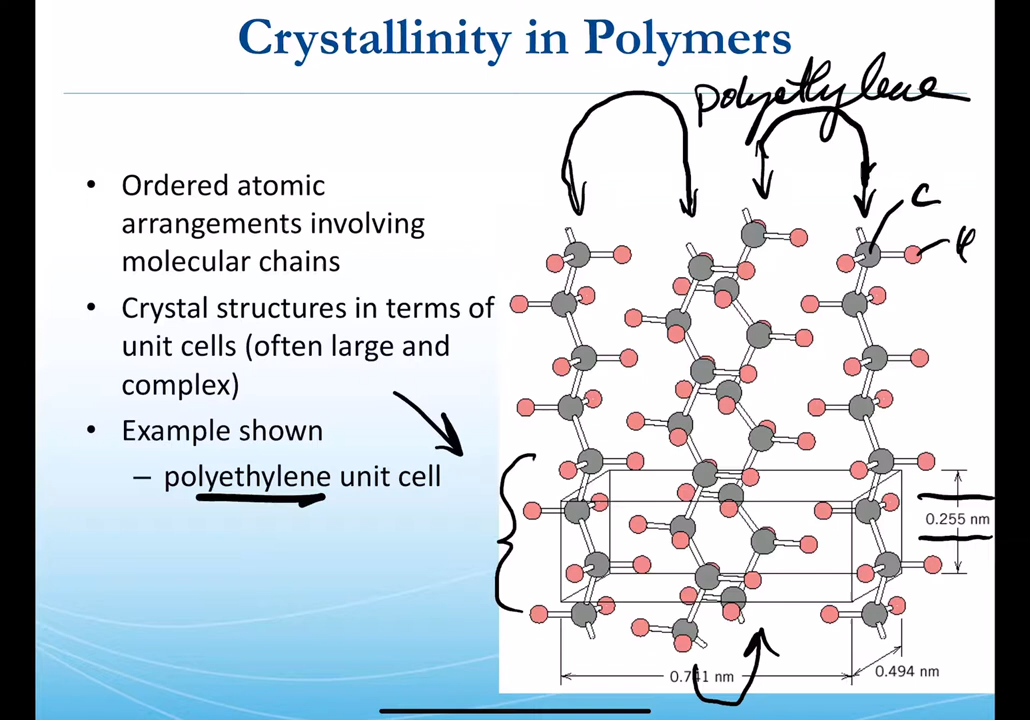 Crystallinity in Polymers
polyethylene
• Ordered atomic
arrangements involving
molecular chains
• Crystal structures in terms of
unit cells (often large and
complex)
• Example shown
– polyethylene unit cell
C
0.255 nm
0.494 nm
0.741 nm